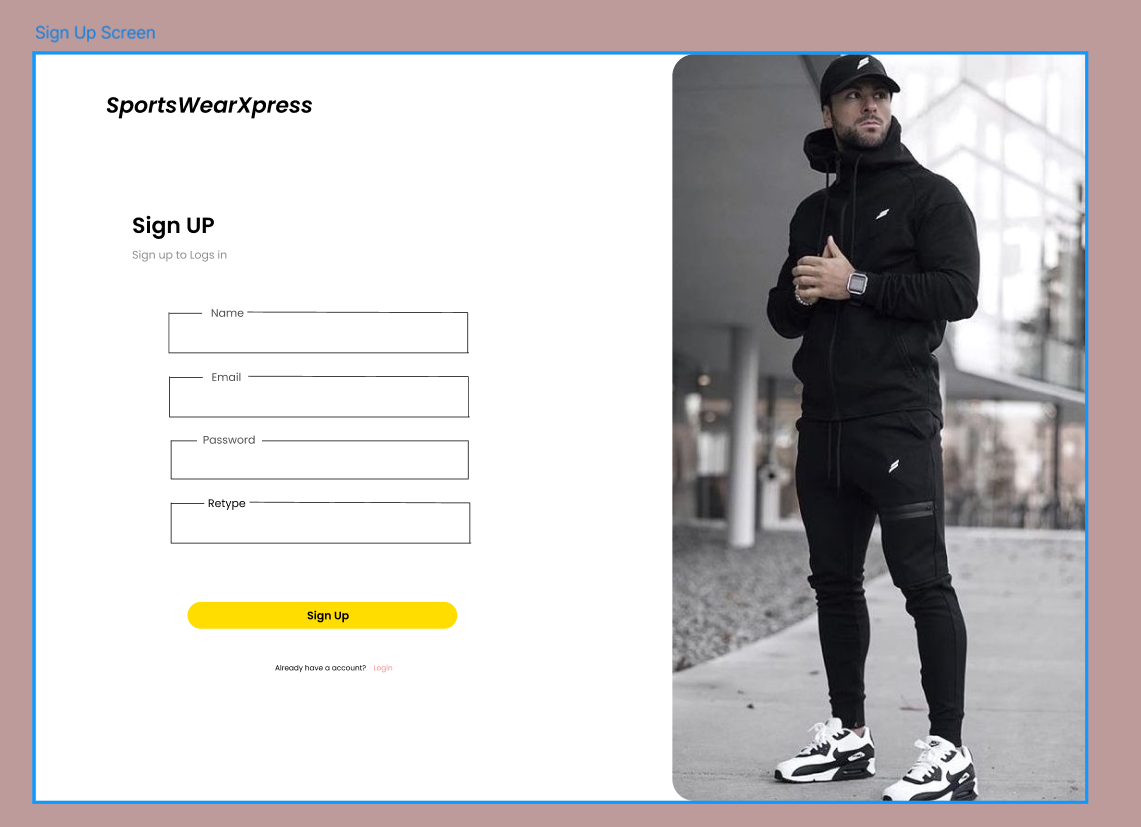 Sign Up Screen
SportsWearXpress
Sign UP
Sign up to Logs in
Name
Email
Password
Retype
Sign Up
Already have a account? Login